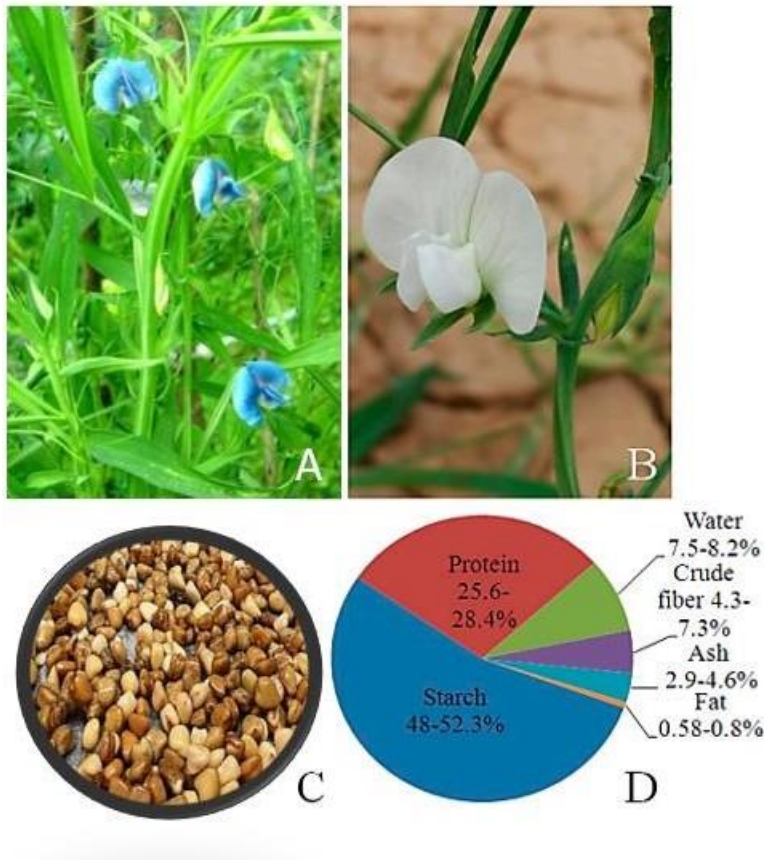 A
B
C
Protein
25.6-
28.4%
Water
7.5-8.2%
Crude
fiber 4.3-
7.3%
Ash
2.9-4.6%
Fat
0.58-0.8%
Starch
48-52.3%
D